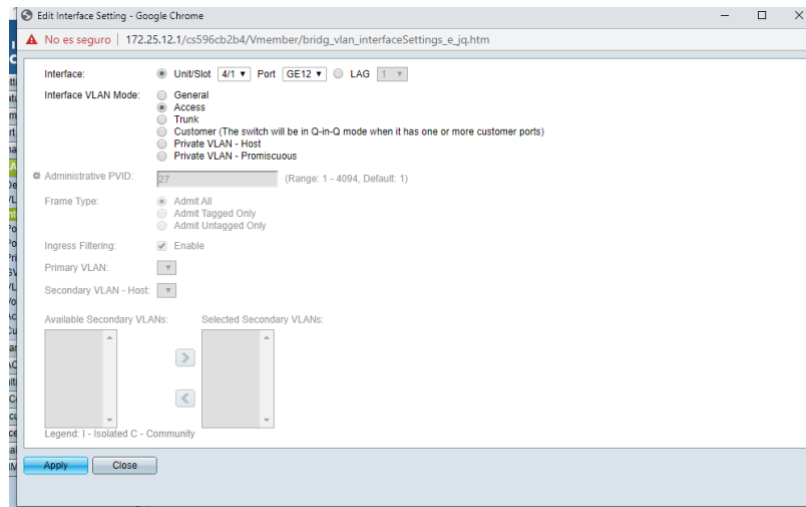 Edit Interface Setting - Google Chrome
No es seguro | 172.25.12.1/cs596cb2b4/Vmember/bridg_vlan_interfaceSettings_e_jq.htm
Interface: Unit/Slot 4/1 Port GE12 LAG 1
Interface VLAN Mode: General
Access
Trunk
Customer (The switch will be in Q-in-Q mode when it has one or more customer ports)
Private VLAN - Host
Private VLAN - Promiscuous
Administrative PVID: 27 (Range: 1 - 4094, Default: 1)
Frame Type: Admit All
Admit Tagged Only
Admit Untagged Only
Ingress Filtering: Enable
Primary VLAN:
Secondary VLAN - Host:
Available Secondary VLANs: Selected Secondary VLANs:
Legend: I - Isolated C - Community
Apply Close